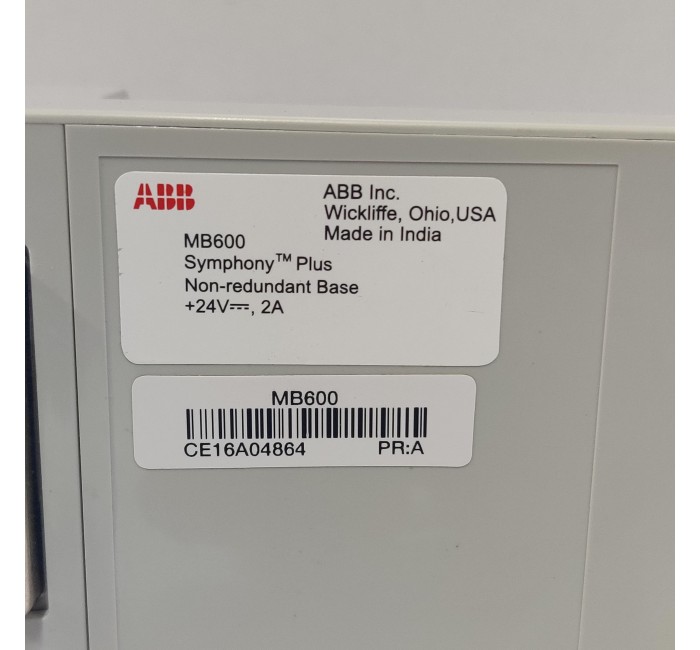 ABB
ABB Inc.
Wickliffe, Ohio,USA
Made in India
MB600
Symphony™ Plus
Non-redundant Base
+24V⎓, 2A
MB600
CE16A04864 PR:A